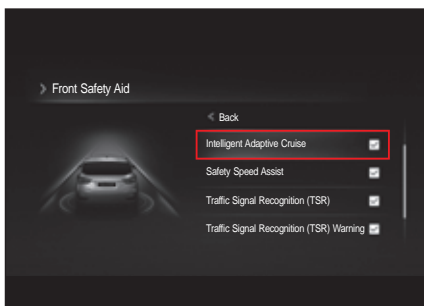 Front Safety Aid
Back
Intelligent Adaptive Cruise
Safety Speed Assist
Traffic Signal Recognition (TSR)
Traffic Signal Recognition (TSR) Warning